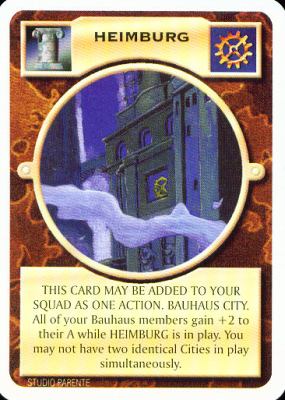 HEIMBURG
THIS CARD MAY BE ADDED TO YOUR
SQUAD AS ONE ACTION. BAUHAUS CITY.
All of your Bauhaus members gain +2 to
their A while HEIMBURG is in play. You
may not have two identical Cities in play
simultaneously.
STUDIO PARENTE